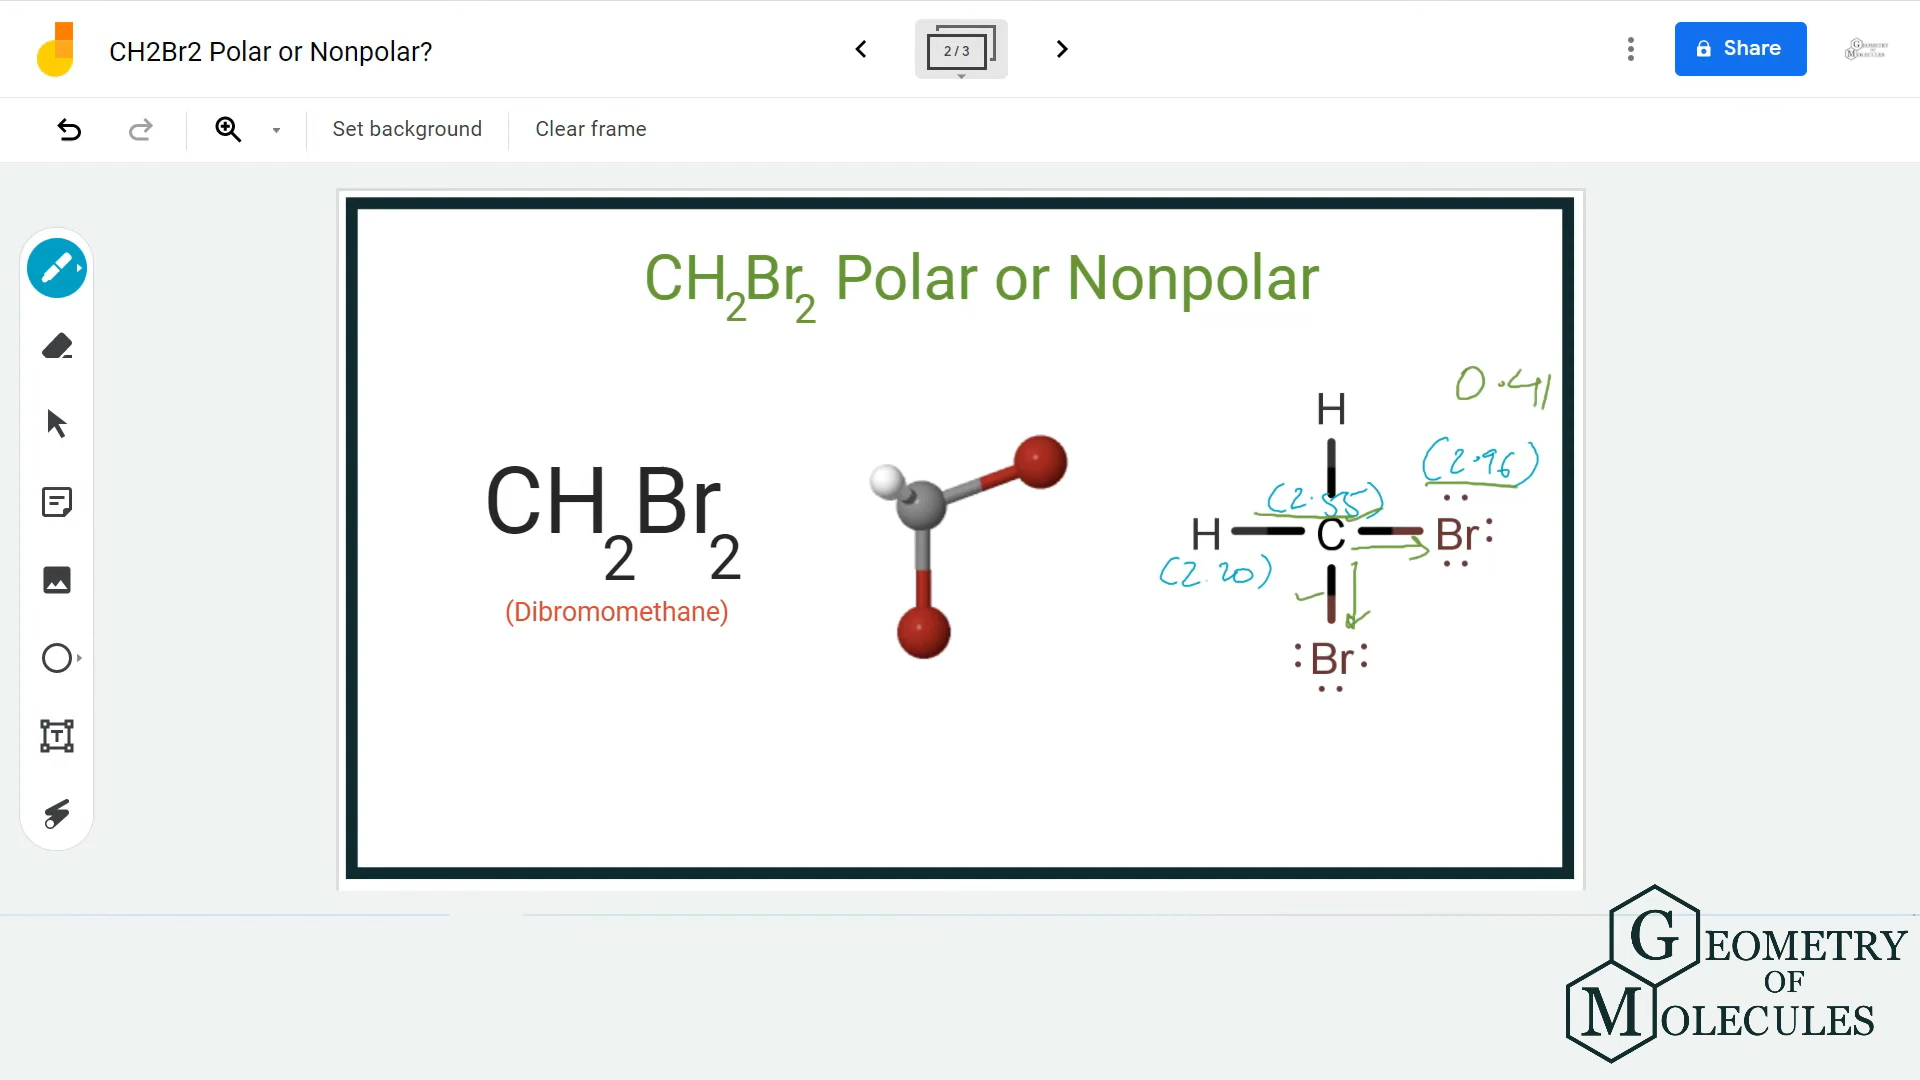 CH2Br2 Polar or Nonpolar?
2 / 3
Share
Set background
Clear frame
CH2Br2 Polar or Nonpolar
0.41
H
(2.96)
(2.55)
CH2Br2
H C Br
(2.20)
(Dibromomethane)
Br
GEOMETRY
OF
MOLECULES